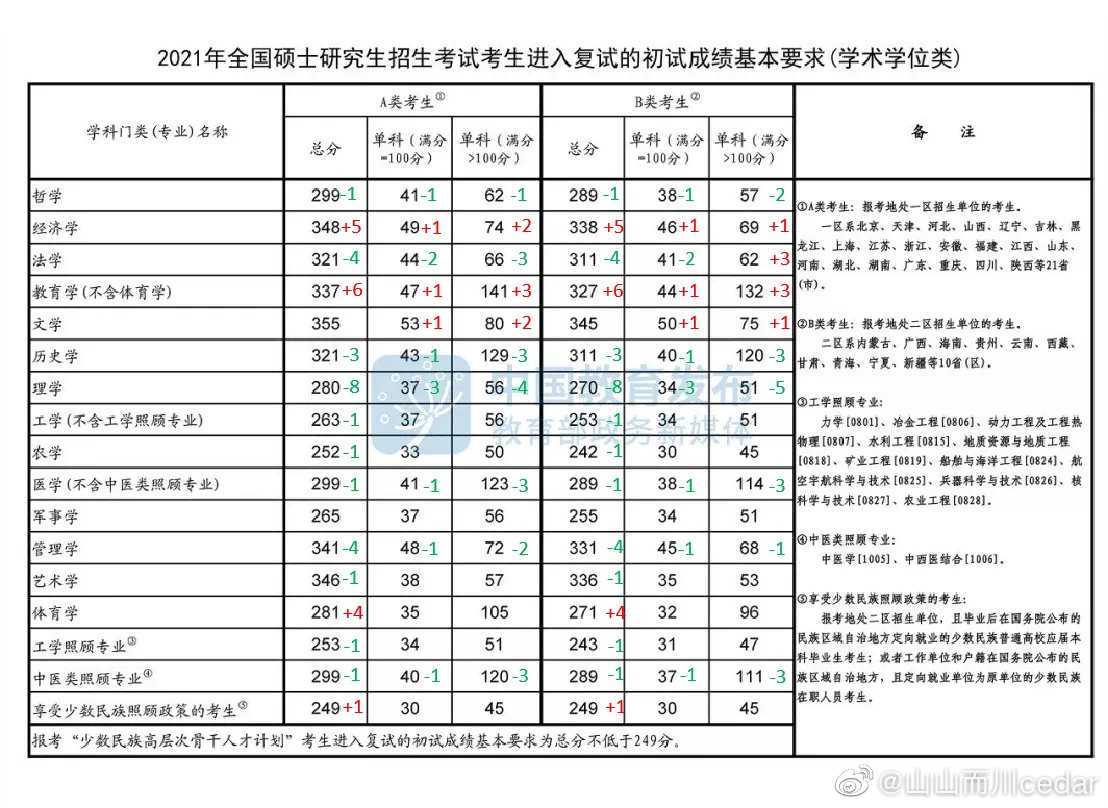 2021年全国硕士研究生招生考试考生进入复试的初试成绩基本要求(学术学位类)
学科门类(专业)名称 A类考生① B类考生② 备 注
总分 单科(满分=100分) 单科(满分>100分) 总分 单科(满分=100分) 单科(满分>100分)
哲学 299-1 41-1 62-1 289-1 38-1 57-2
经济学 348+5 49+1 74+2 338+5 46+1 69+1
法学 321-4 44-2 66-3 311-4 41-2 62+3
教育学(不含体育学) 337+6 47+1 141+3 327+6 44+1 132+3
文学 355 53+1 80+2 345 50+1 75+1
历史学 321-3 43-1 129-3 311-3 40-1 120-3
理学 280-8 37-3 56-4 270-8 34-3 51-5
工学(不含工学照顾专业) 263-1 37 56 253-1 34 51
农学 252-1 33 50 242-1 30 45
医学(不含中医类照顾专业) 299-1 41-1 123-3 289-1 38-1 114-3
军事学 265 37 56 255 34 51
管理学 341-4 48-1 72-2 331-4 45-1 68-1
艺术学 346-1 38 57 336-1 35 53
体育学 281+4 35 105 271+4 32 96
工学照顾专业③ 253-1 34 51 243-1 31 47
中医类照顾专业④ 299-1 40-1 120-3 289-1 37-1 111-3
享受少数民族照顾政策的考生⑤ 249+1 30 45 249+1 30 45
报考“少数民族高层次骨干人才计划”考生进入复试的初试成绩基本要求为总分不低于249分。
①A类考生:报考地处一区招生单位的考生。
一区系北京、天津、河北、山西、辽宁、吉林、黑
龙江、上海、江苏、浙江、安徽、福建、江西、山东、
河南、湖北、湖南、广东、重庆、四川、陕西等21省
(市)。
②B类考生:报考地处二区招生单位的考生。
二区系内蒙古、广西、海南、贵州、云南、西藏、
甘肃、青海、宁夏、新疆等10省(区)。
③工学照顾专业:
力学[0801]、冶金工程[0806]、动力工程及工程热
物理[0807]、水利工程[0815]、地质资源与地质工程
[0818]、矿业工程[0819]、船舶与海洋工程[0824]、航
空宇航科学与技术[0825]、兵器科学与技术[0826]、核
科学与技术[0827]、农业工程[0828]。
④中医类照顾专业:
中医学[1005]、中西医结合[1006]。
⑤享受少数民族照顾政策的考生:
报考地处二区招生单位,且毕业后在国务院公布的
民族区域自治地方定向就业的少数民族普通高校应届本
科毕业生考生;或者工作单位和户籍在国务院公布的民
族区域自治地方,且定向就业单位为原单位的少数民族
在职人员考生。
中国教育发布
教育部政务新媒体
@山山而川cedar